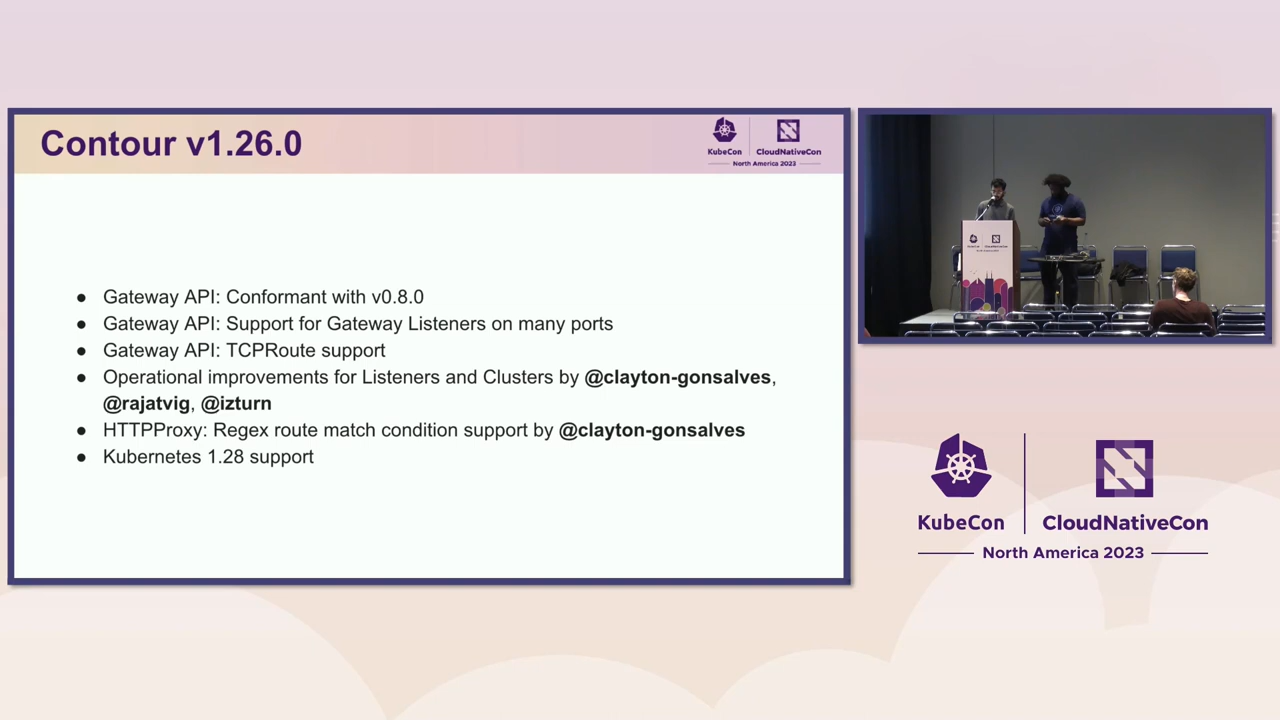 Contour v1.26.0
KubeCon
CloudNativeCon
North America 2023
● Gateway API: Conformant with v0.8.0
● Gateway API: Support for Gateway Listeners on many ports
● Gateway API: TCPRoute support
● Operational improvements for Listeners and Clusters by @clayton-gonsalves,
@rajatvig, @izturn
● HTTPProxy: Regex route match condition support by @clayton-gonsalves
● Kubernetes 1.28 support
KubeCon
CloudNativeCon
North America 2023